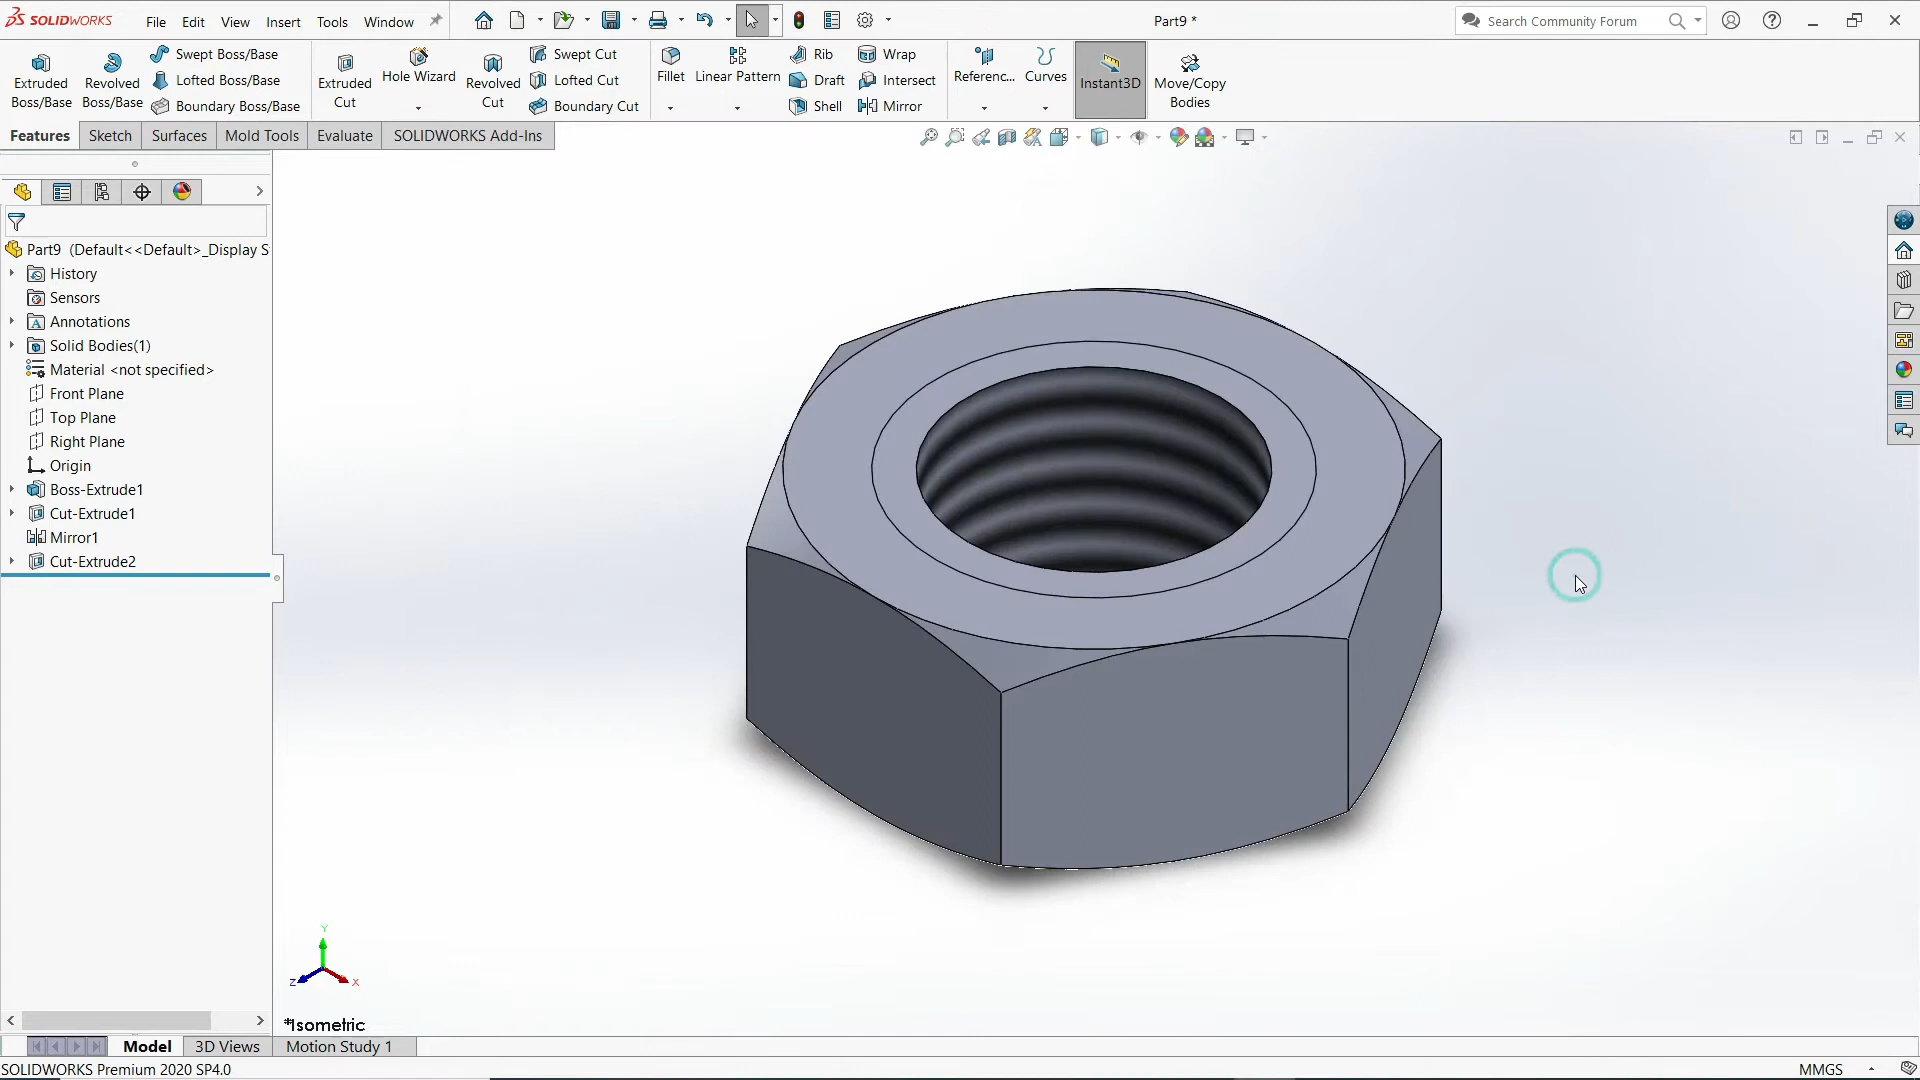 SOLIDWORKS File Edit View Insert Tools Window Part9 * Search Community Forum
Extruded Boss/Base
Revolved Boss/Base
Swept Boss/Base
Lofted Boss/Base
Boundary Boss/Base
Extruded Cut
Hole Wizard
Revolved Cut
Swept Cut
Lofted Cut
Boundary Cut
Fillet
Linear Pattern
Rib
Draft
Shell
Wrap
Intersect
Mirror
Referenc...
Curves
Instant3D
Move/Copy Bodies
Features Sketch Surfaces Mold Tools Evaluate SOLIDWORKS Add-Ins
Part9 (Default<<Default>_Display S
History
Sensors
Annotations
Solid Bodies(1)
Material <not specified>
Front Plane
Top Plane
Right Plane
Origin
Boss-Extrude1
Cut-Extrude1
Mirror1
Cut-Extrude2
Y
Z X
*Isometric
Model 3D Views Motion Study 1
SOLIDWORKS Premium 2020 SP4.0 MMGS